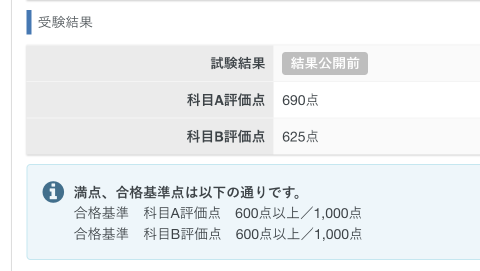 受験結果
試験結果 結果公開前
科目A評価点 690点
科目B評価点 625点
満点、合格基準点は以下の通りです。
合格基準 科目A評価点 600点以上／1,000点
合格基準 科目B評価点 600点以上／1,000点